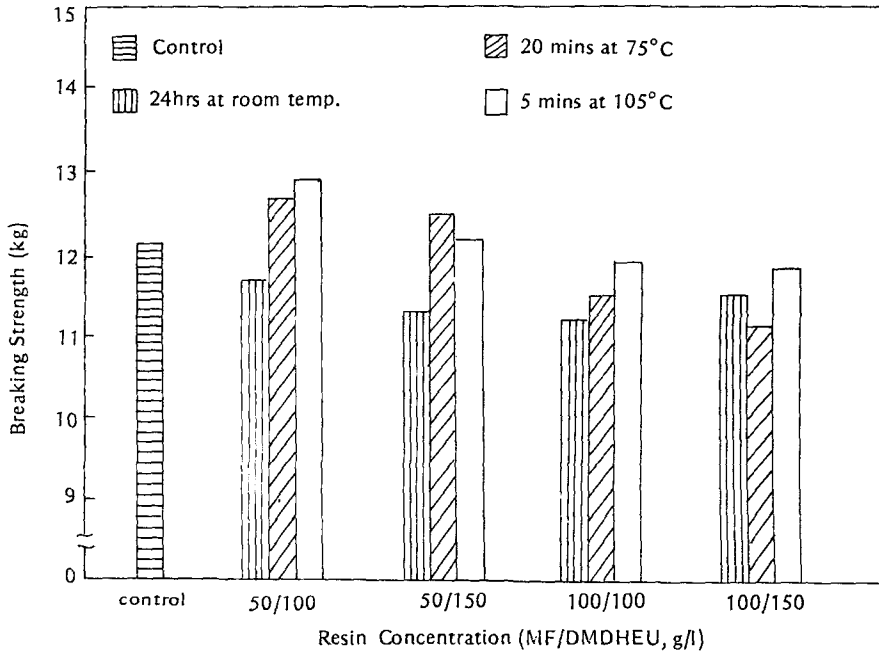 15
14
13
12
11
10
9
0
Breaking Strength (kg)
Control
24hrs at room temp.
20 mins at 75°C
5 mins at 105°C
control
50/100
50/150
100/100
100/150
Resin Concentration (MF/DMDHEU, g/l)